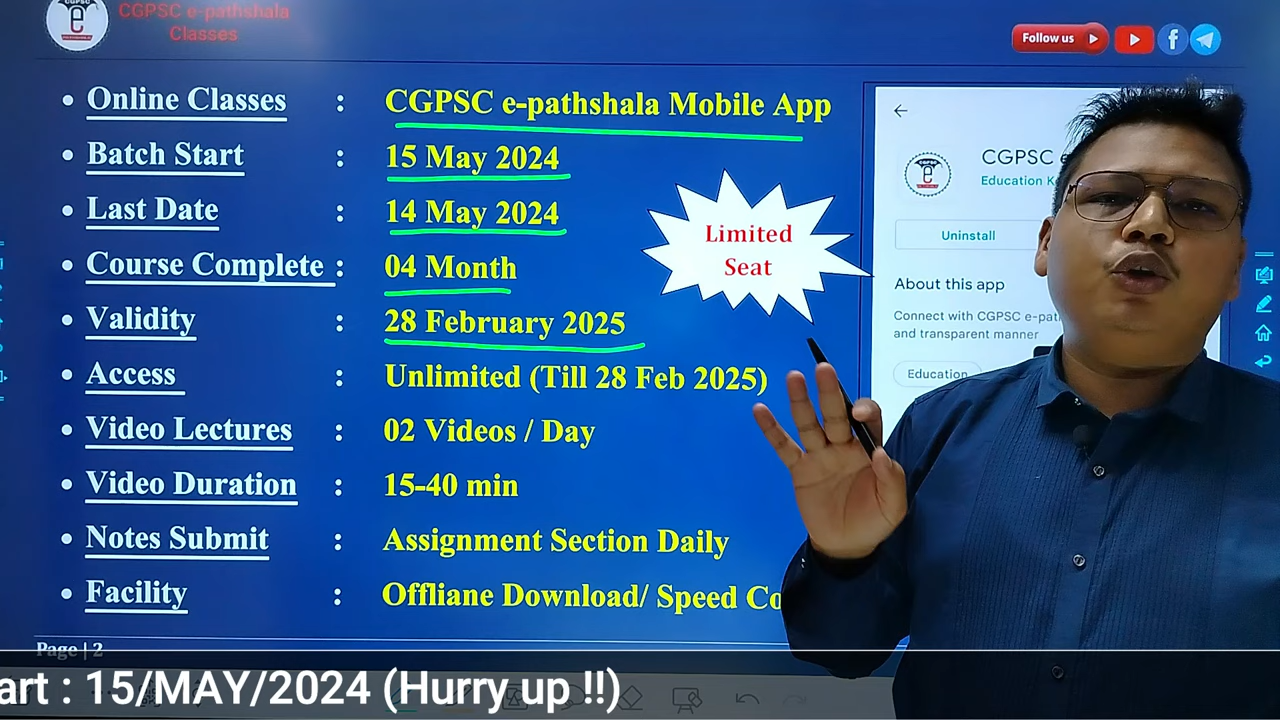 CGPSC
e
CGPSC e-pathshala
Classes
Follow us
• Online Classes : CGPSC e-pathshala Mobile App
• Batch Start : 15 May 2024
• Last Date : 14 May 2024
• Course Complete : 04 Month
• Validity : 28 February 2025
• Access : Unlimited (Till 28 Feb 2025)
• Video Lectures : 02 Videos / Day
• Video Duration : 15-40 min
• Notes Submit : Assignment Section Daily
• Facility : Offliane Download/ Speed Co
Limited
Seat
CGPSC e
Education K
Uninstall
About this app
Connect with CGPSC e-pat
and transparent manner
Education
Page | 2
art : 15/MAY/2024 (Hurry up !!)